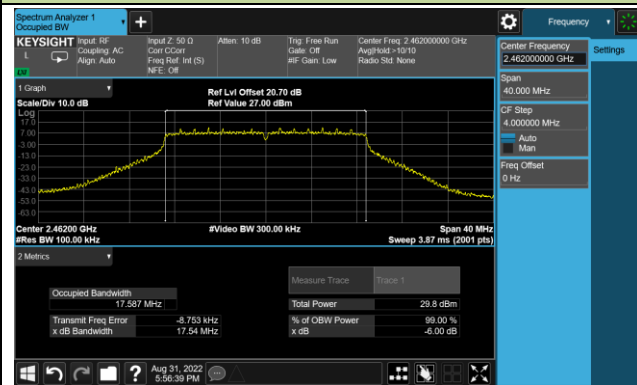 Spectrum Analyzer 1
Occupied BW
Frequency
KEYSIGHT
L
Input: RF
Coupling: AC
Align: Auto
Input Z: 50 Ω
Corr CCorr
Freq Ref: Int (S)
NFE: Off
Atten: 10 dB
Trig: Free Run
Gate: Off
#IF Gain: Low
Center Freq: 2.462000000 GHz
Avg|Hold:>10/10
Radio Std: None
1 Graph
Scale/Div 10.0 dB
Ref Lvl Offset 20.70 dB
Ref Value 27.00 dBm
Log
17.0
7.00
-3.00
-13.0
-23.0
-33.0
-43.0
-53.0
-63.0
Center 2.46200 GHz
#Res BW 100.00 kHz
#Video BW 300.00 kHz
Span 40 MHz
Sweep 3.87 ms (2001 pts)
2 Metrics
Measure Trace
Trace 1
Occupied Bandwidth
17.587 MHz
Total Power
29.8 dBm
Transmit Freq Error
-8.753 kHz
% of OBW Power
99.00 %
x dB Bandwidth
17.54 MHz
x dB
-6.00 dB
Center Frequency
2.462000000 GHz
Settings
Span
40.000 MHz
CF Step
4.000000 MHz
Auto
Man
Freq Offset
0 Hz
Aug 31, 2022
5:56:39 PM